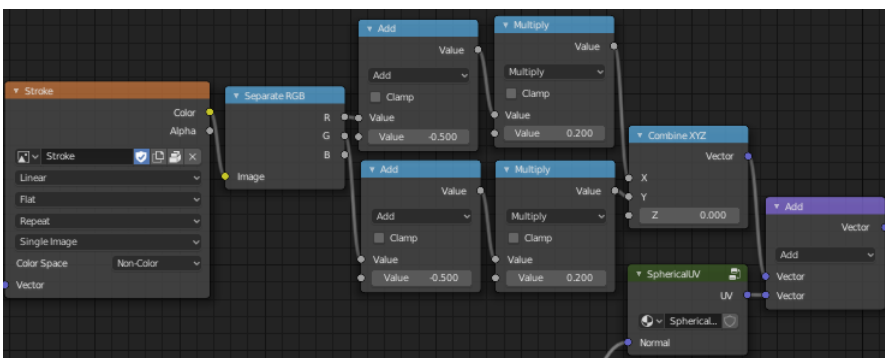 Stroke
Color
Alpha
Stroke
Linear
Flat
Repeat
Single Image
Color Space Non-Color
Vector
Separate RGB
R
G
B
Image
Add
Value
Add
Clamp
Value
Value -0.500
Multiply
Value
Multiply
Clamp
Value
Value 0.200
Add
Value
Add
Clamp
Value
Value -0.500
Multiply
Value
Multiply
Clamp
Value
Value 0.200
Combine XYZ
Vector
X
Y
Z 0.000
SphericalUV
UV
Spherical...
Normal
Add
Vector
Add
Vector
Vector